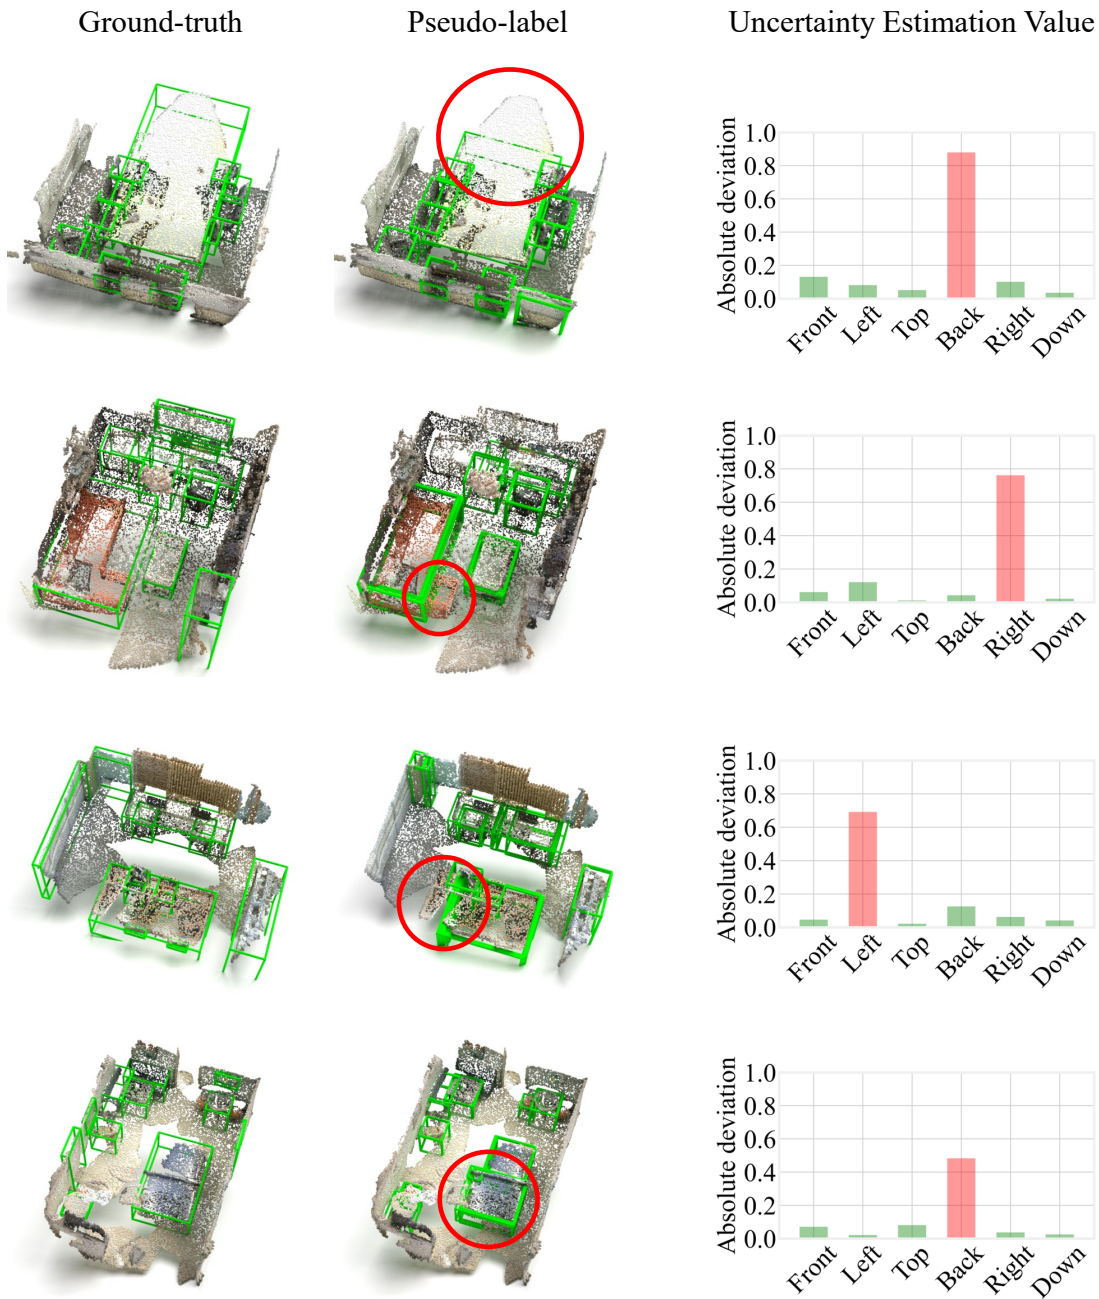 Ground-truth
Pseudo-label
Uncertainty Estimation Value
Absolute deviation
1.0
0.8
0.6
0.4
0.2
0.0
Front
Left
Top
Back
Right
Down
Absolute deviation
1.0
0.8
0.6
0.4
0.2
0.0
Front
Left
Top
Back
Right
Down
Absolute deviation
1.0
0.8
0.6
0.4
0.2
0.0
Front
Left
Top
Back
Right
Down
Absolute deviation
1.0
0.8
0.6
0.4
0.2
0.0
Front
Left
Top
Back
Right
Down